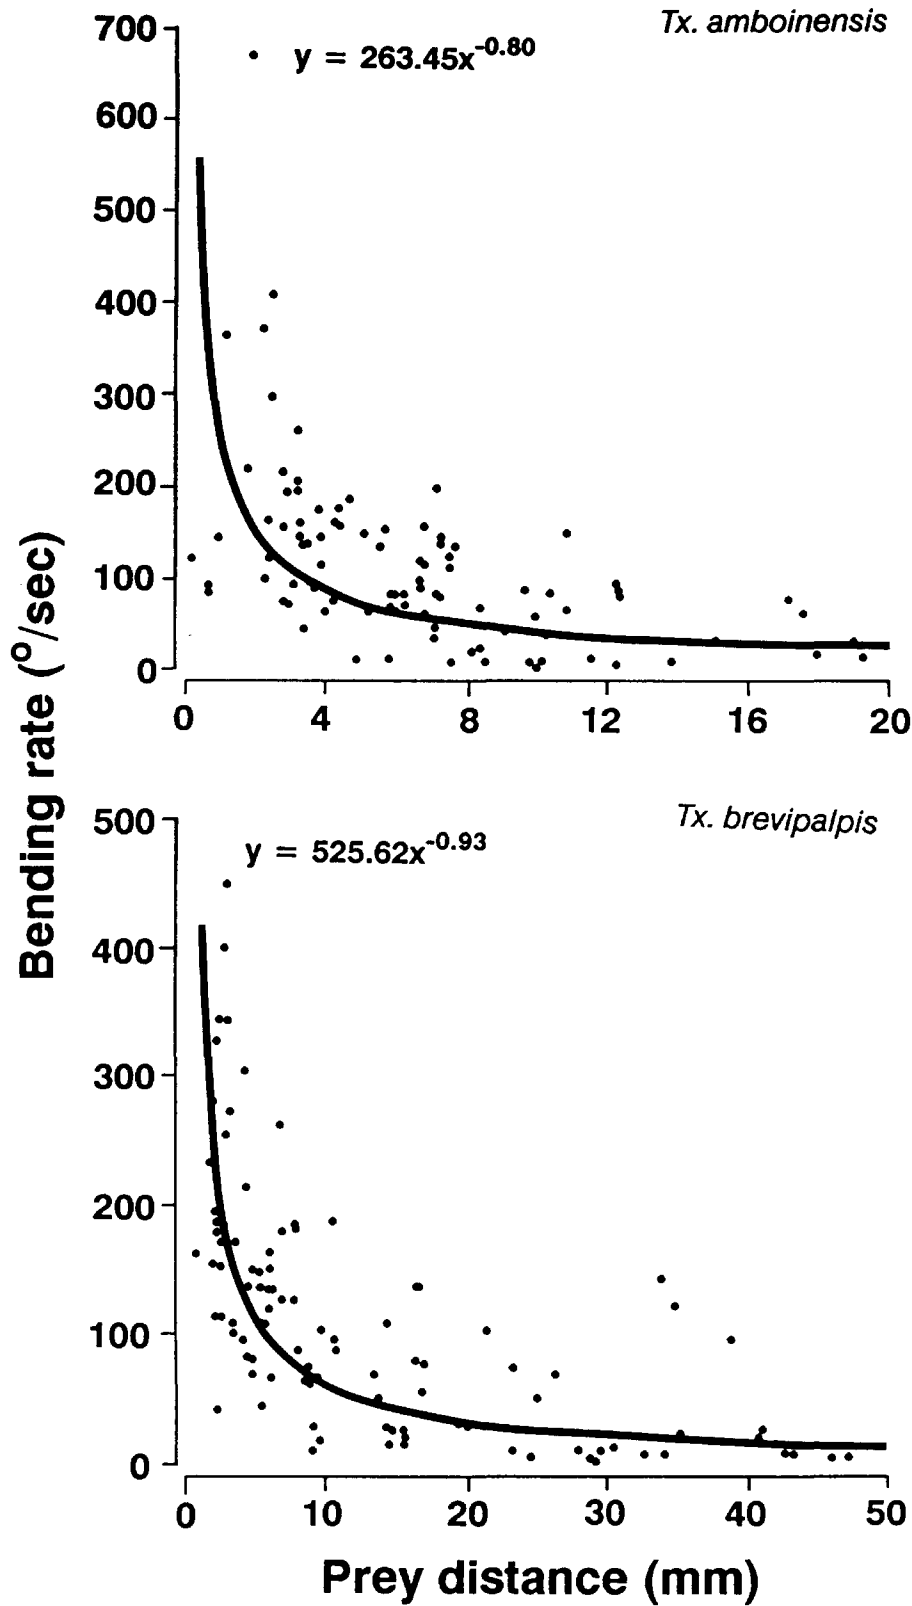 Tx. amboinensis
700
y = 263.45x^-0.80
600
500
400
300
200
100
0
0 4 8 12 16 20
Bending rate (°/sec)
Tx. brevipalpis
500
y = 525.62x^-0.93
400
300
200
100
0
0 10 20 30 40 50
Prey distance (mm)